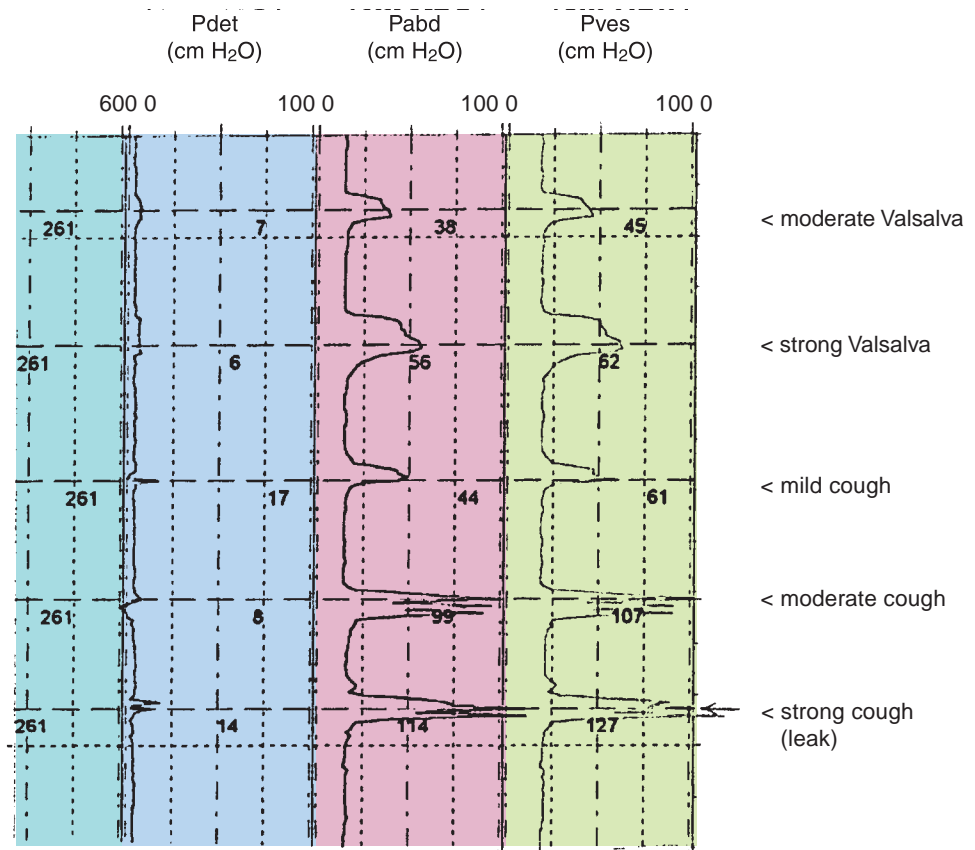 Pdet Pabd Pves
(cm H₂O) (cm H₂O) (cm H₂O)
600 0 100 0 100 0 100 0
261 7 38 45 < moderate Valsalva
261 6 56 62 < strong Valsalva
261 17 44 61 < mild cough
261 8 99 107 < moderate cough
261 14 114 127 < strong cough
(leak)